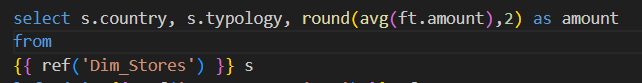 select s.country, s.typology, round(avg(ft.amount),2) as amount
from
{{ ref('Dim_Stores') }} s